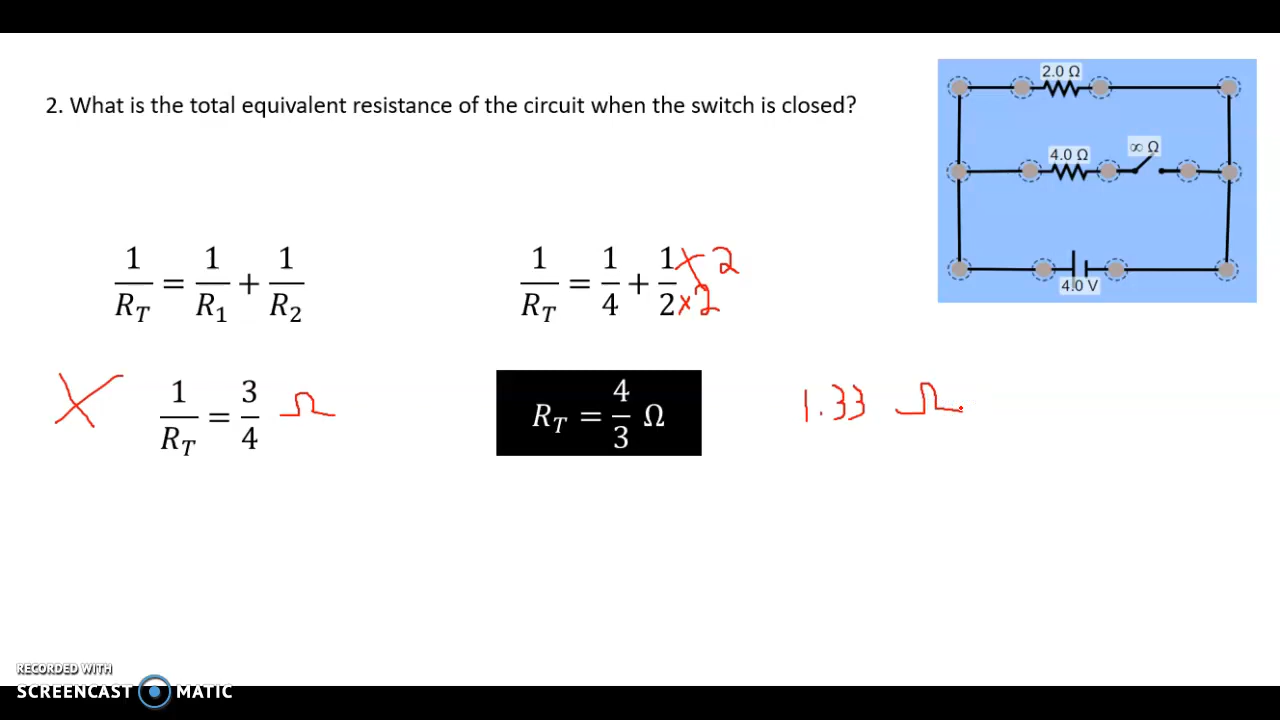 2. What is the total equivalent resistance of the circuit when the switch is closed?
2.0 Ω
4.0 Ω
∞ Ω
4.0 V
1/R_T = 1/R_1 + 1/R_2
1/R_T = 1/4 + 1/2 x 2 x 2
X 1/R_T = 3/4 Ω
R_T = 4/3 Ω
1.33 Ω
RECORDED WITH
SCREENCAST MATIC